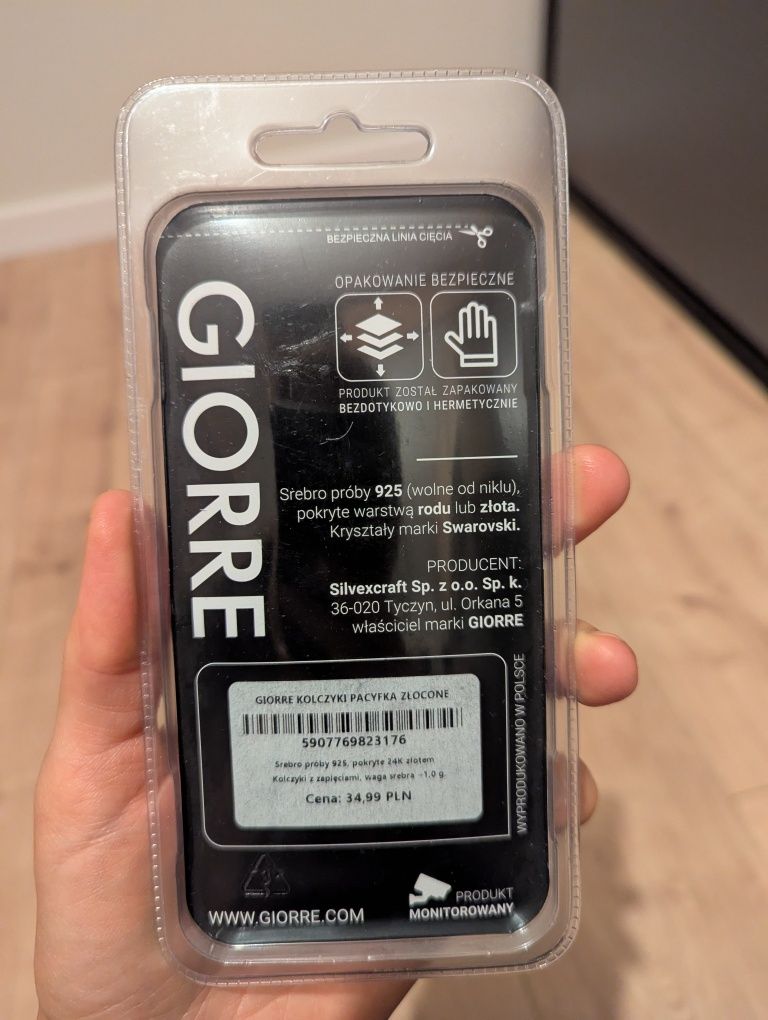 BEZPIECZNA LINIA CIĘCIA
GIORRE
OPAKOWANIE BEZPIECZNE
PRODUKT ZOSTAŁ ZAPAKOWANY
BEZDOTYKOWO I HERMETYCZNIE
Srebro próby 925 (wolne od niklu),
pokryte warstwą rodu lub złota.
Kryształy marki Swarovski.
PRODUCENT:
Silvexcraft Sp. z o.o. Sp. k.
36-020 Tyczyn, ul. Orkana 5
właściciel marki GIORRE
WYPRODUKOWANO W POLSCE
GIORRE KOLCZYKI PACYFKA ZŁOCONE
5907769823176
Srebro próby 925, pokryte 24K złotem
Kolczyki z zapięciami, waga srebra ~1,0 g.
Cena: 34,99 PLN
WWW.GIORRE.COM
PRODUKT
MONITOROWANY